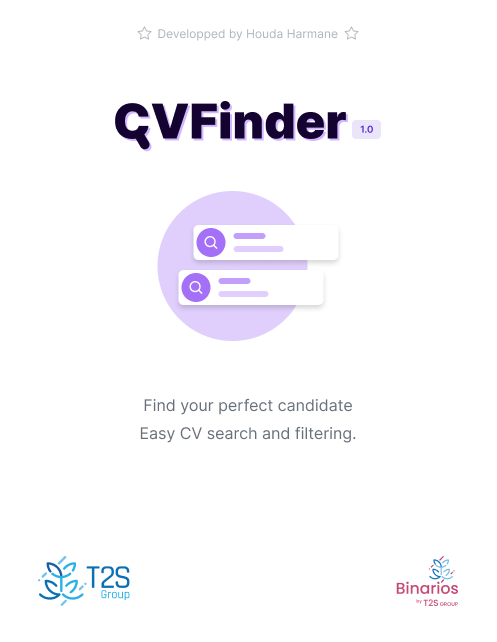 Developped by Houda Harmane
CVFinder 1.0
Find your perfect candidate
Easy CV search and filtering.
T2S
Group
Binarios
BY T2S GROUP